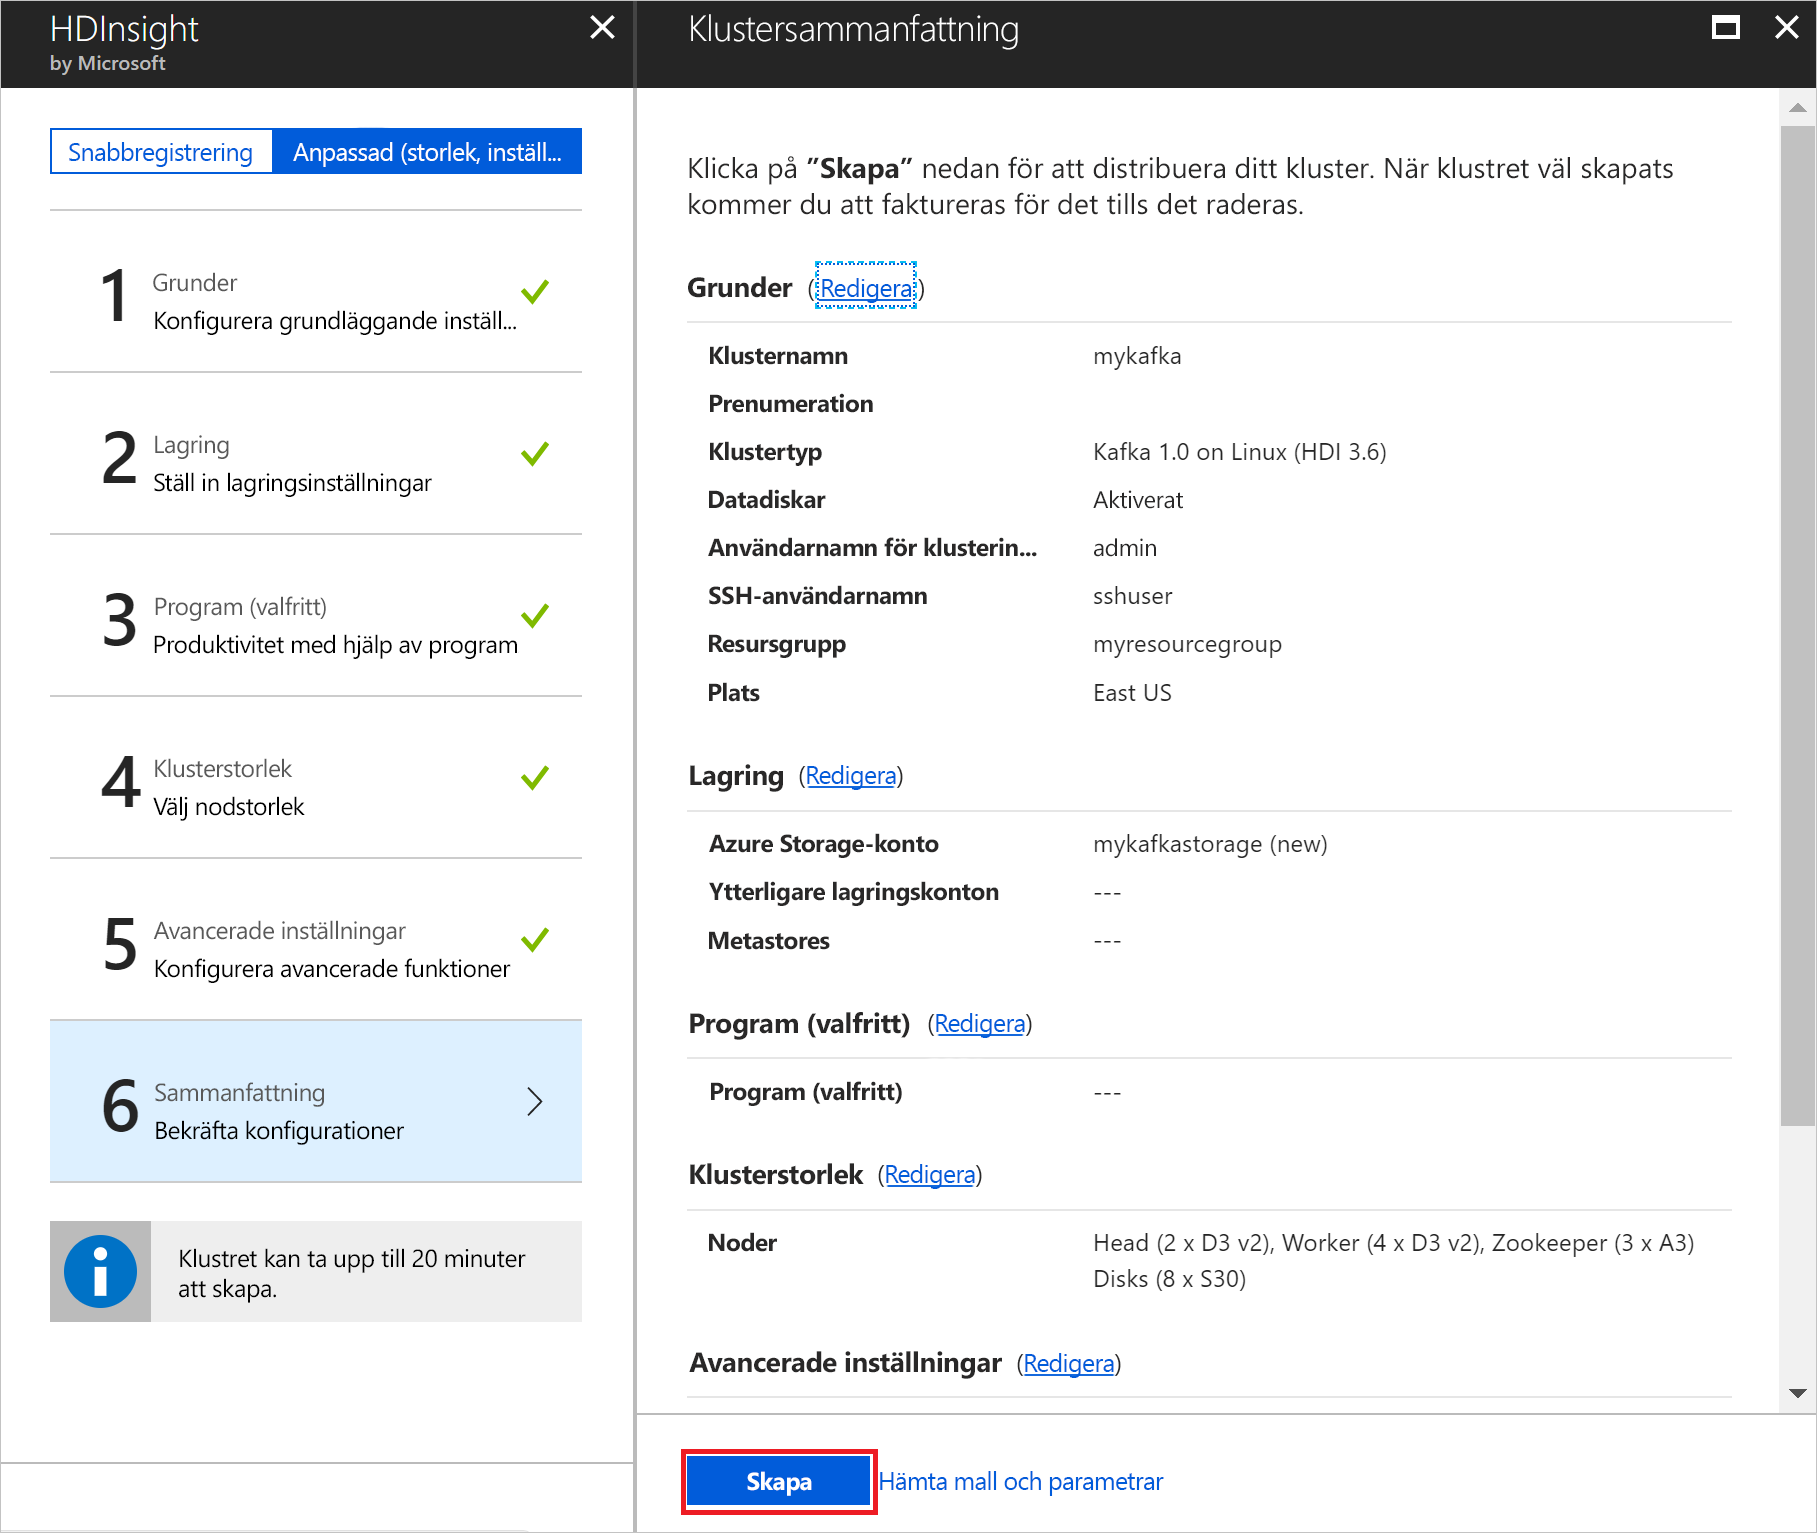 HDInsight
by Microsoft
Snabbregistrering
Anpassad (storlek, inställ...
1
Grunder
Konfigurera grundläggande inställ...
2
Lagring
Ställ in lagringsinställningar
3
Program (valfritt)
Produktivitet med hjälp av program
4
Klusterstorlek
Välj nodstorlek
5
Avancerade inställningar
Konfigurera avancerade funktioner
6
Sammanfattning
Bekräfta konfigurationer
Klustret kan ta upp till 20 minuter
att skapa.
Klustersammanfattning
Klicka på ”Skapa” nedan för att distribuera ditt kluster. När klustret väl skapats
kommer du att faktureras för det tills det raderas.
Grunder (Redigera)
Klusternamn mykafka
Prenumeration
Klustertyp Kafka 1.0 on Linux (HDI 3.6)
Datadiskar Aktiverat
Användarnamn för klusterin... admin
SSH-användarnamn sshuser
Resursgrupp myresourcegroup
Plats East US
Lagring (Redigera)
Azure Storage-konto mykafkastorage (new)
Ytterligare lagringskonton ---
Metastores ---
Program (valfritt) (Redigera)
Program (valfritt) ---
Klusterstorlek (Redigera)
Noder Head (2 x D3 v2), Worker (4 x D3 v2), Zookeeper (3 x A3)
Disks (8 x S30)
Avancerade inställningar (Redigera)
Skapa Hämta mall och parametrar